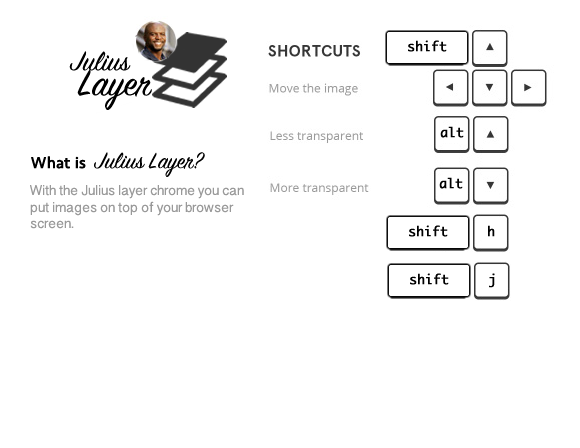 Julius
Layer
What is Julius Layer?
With the Julius layer chrome you can
put images on top of your browser
screen.
SHORTCUTS
shift ▲
Move the image ◄ ▼ ►
Less transparent alt ▲
More transparent alt ▼
shift h
shift j